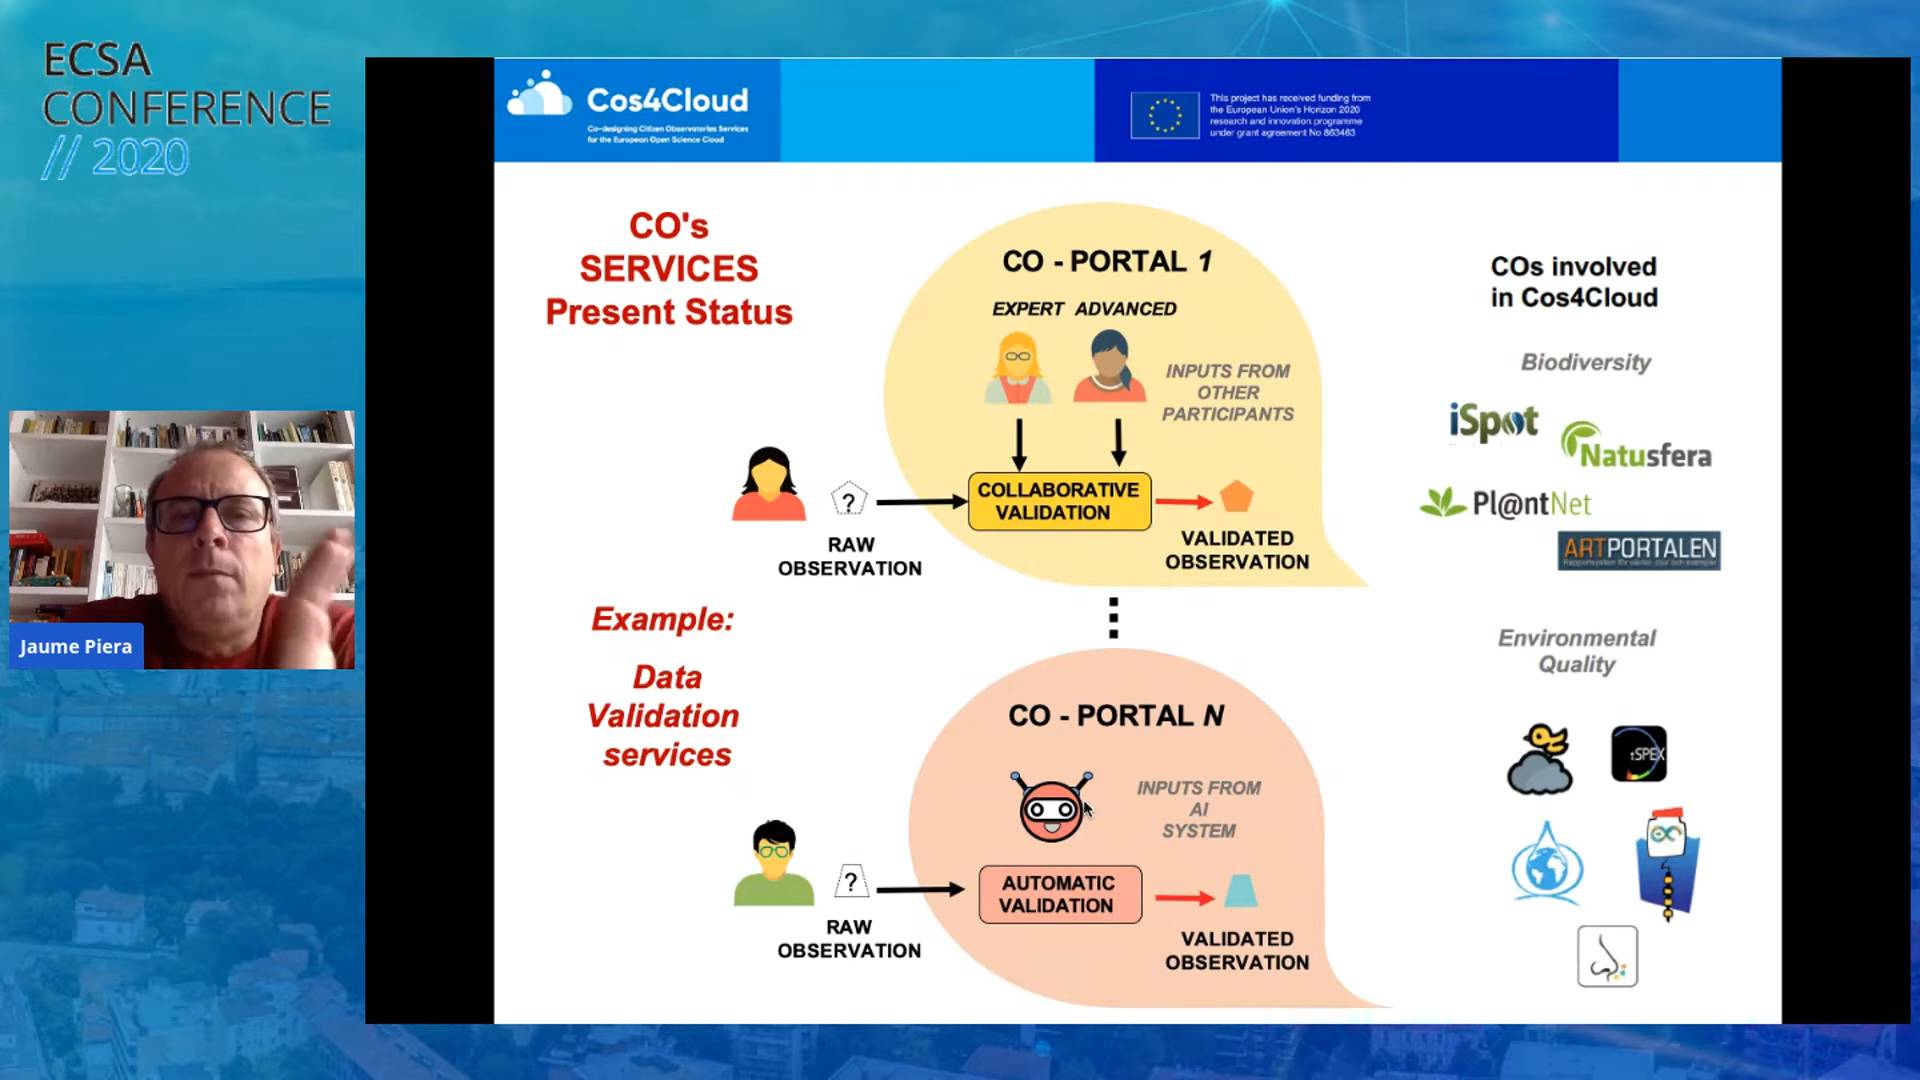 ECSA
CONFERENCE
// 2020
Jaume Piera
Cos4Cloud
Co-designing Citizen Observatories Services
for the European Open Science Cloud
This project has received funding from
the European Union's Horizon 2020
research and innovation programme
under grant agreement No 863463
CO's
SERVICES
Present Status
CO - PORTAL 1
EXPERT ADVANCED
INPUTS FROM
OTHER
PARTICIPANTS
?
COLLABORATIVE
VALIDATION
RAW
OBSERVATION
VALIDATED
OBSERVATION
Example:
Data
Validation
services
CO - PORTAL N
INPUTS FROM
AI
SYSTEM
?
AUTOMATIC
VALIDATION
RAW
OBSERVATION
VALIDATED
OBSERVATION
COs involved
in Cos4Cloud
Biodiversity
iSpot
Natusfera
Pl@ntNet
ARTPORTALEN
Environmental
Quality
iSPEX